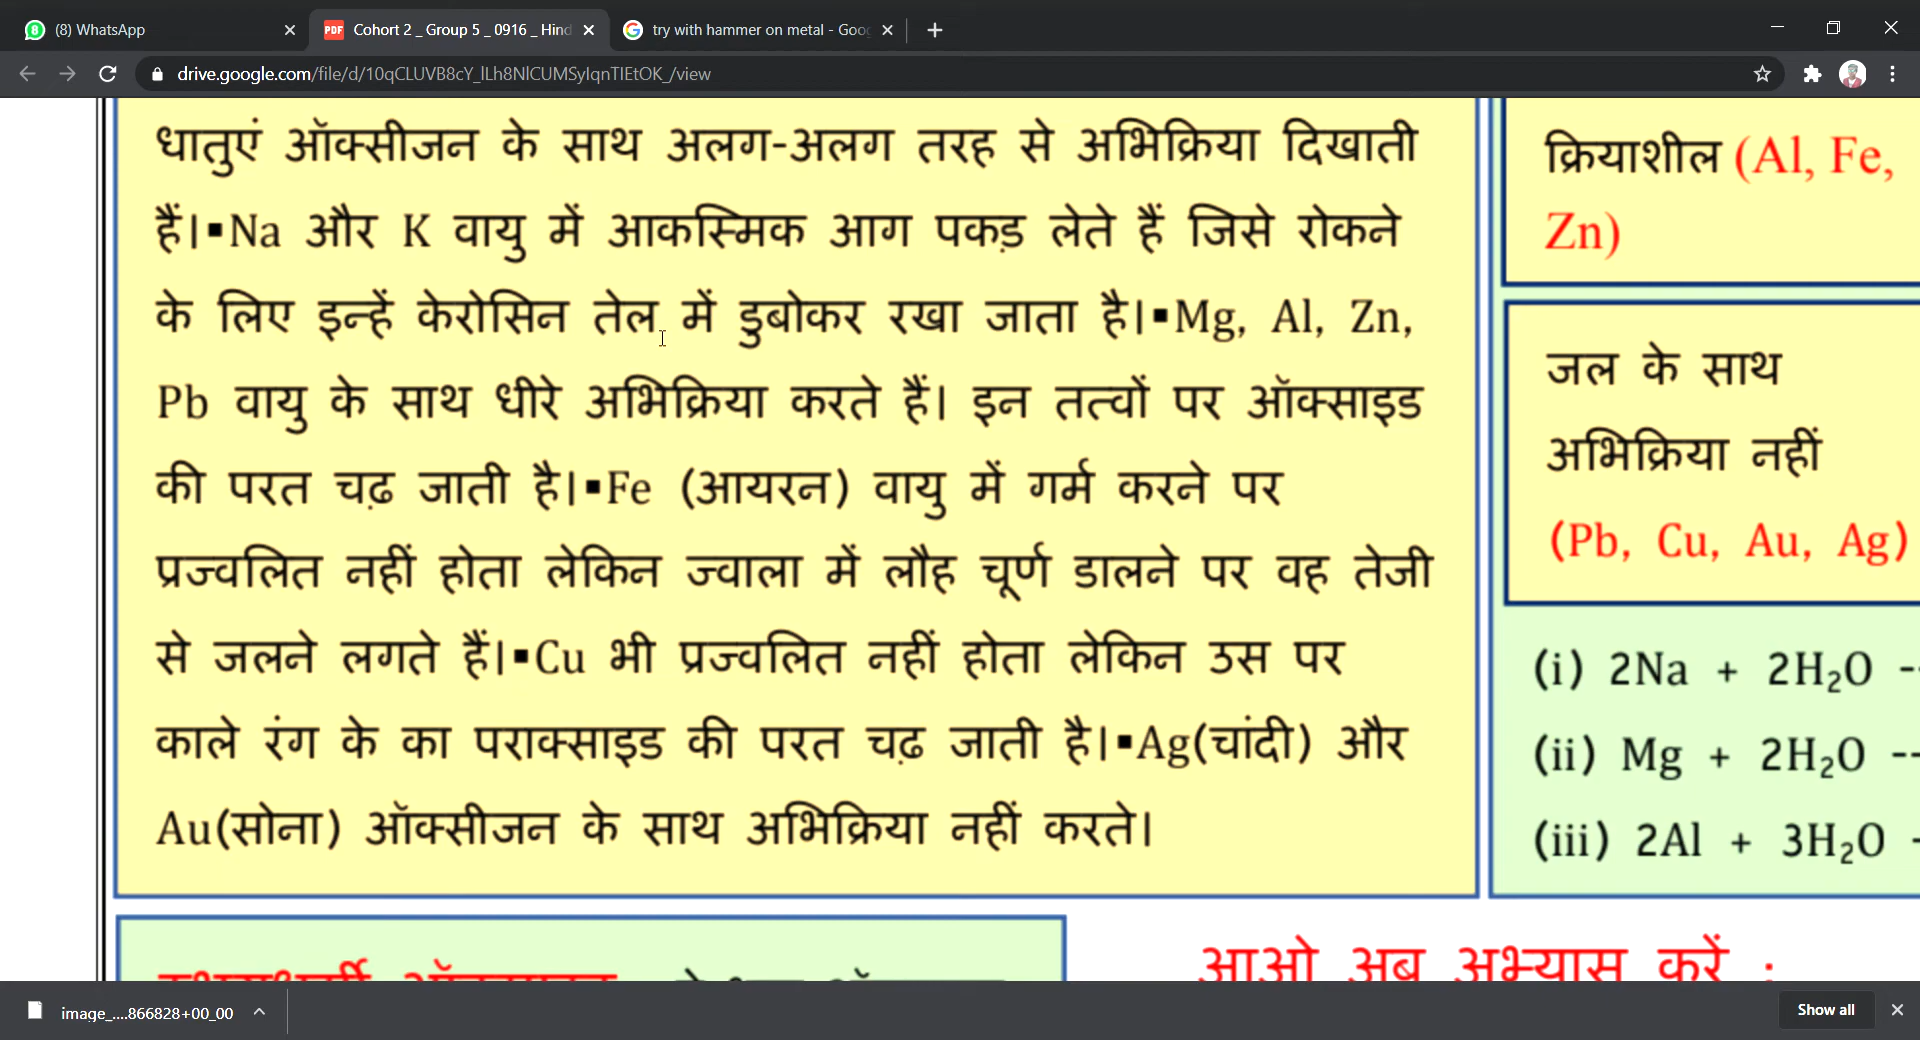 (8) WhatsApp
Cohort 2 _ Group 5 _ 0916 _ Hind
try with hammer on metal - Goo
drive.google.com/file/d/10qCLUVB8cY_lLh8NlCUMSyIqnTlEtOK_/view
धातुएं ऑक्सीजन के साथ अलग-अलग तरह से अभिक्रिया दिखाती
हैं।▪Na और K वायु में आकस्मिक आग पकड़ लेते हैं जिसे रोकने
के लिए इन्हें केरोसिन तेल में डुबोकर रखा जाता है।▪Mg, Al, Zn,
Pb वायु के साथ धीरे अभिक्रिया करते हैं। इन तत्वों पर ऑक्साइड
की परत चढ़ जाती है।▪Fe (आयरन) वायु में गर्म करने पर
प्रज्वलित नहीं होता लेकिन ज्वाला में लौह चूर्ण डालने पर वह तेजी
से जलने लगते हैं।▪Cu भी प्रज्वलित नहीं होता लेकिन उस पर
काले रंग के का पराक्साइड की परत चढ़ जाती है।▪Ag(चांदी) और
Au(सोना) ऑक्सीजन के साथ अभिक्रिया नहीं करते।
क्रियाशील (Al, Fe,
Zn)
जल के साथ
अभिक्रिया नहीं
(Pb, Cu, Au, Ag)
(i) 2Na + 2H₂O -
(ii) Mg + 2H₂O --
(iii) 2Al + 3H₂O -
आओ अब अभ्यास करें :
image_....866828+00_00
Show all